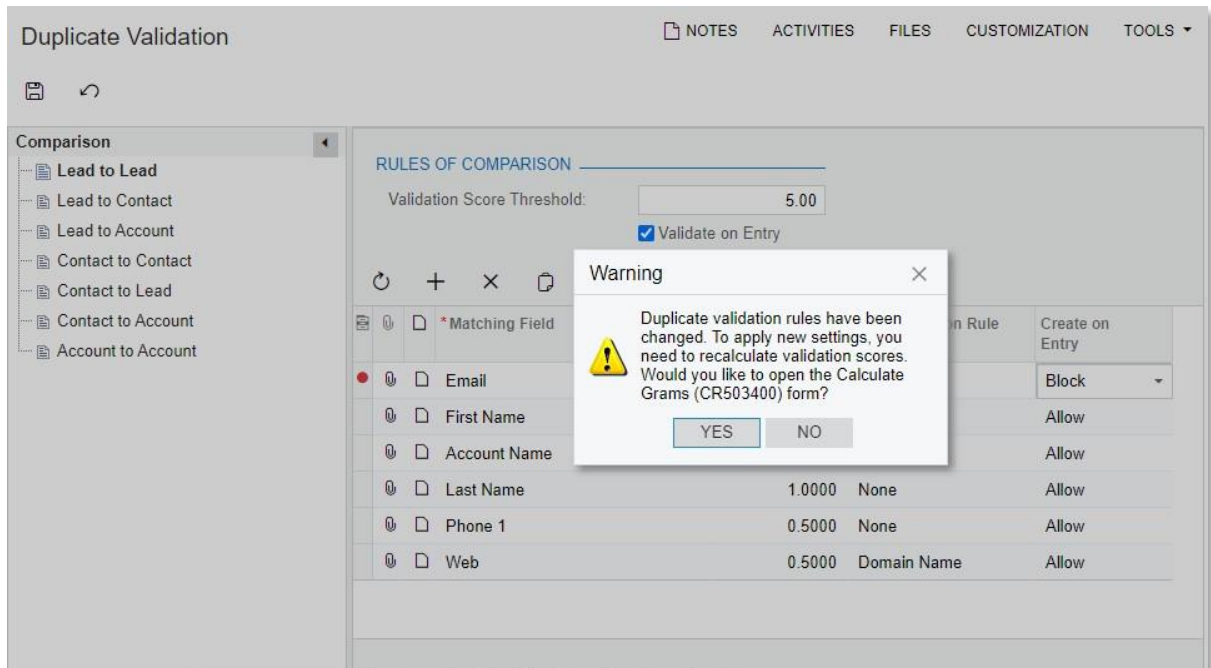 Duplicate Validation
NOTES ACTIVITIES FILES CUSTOMIZATION TOOLS
Comparison
Lead to Lead
Lead to Contact
Lead to Account
Contact to Contact
Contact to Lead
Contact to Account
Account to Account
RULES OF COMPARISON
Validation Score Threshold: 5.00
Validate on Entry
Warning
Duplicate validation rules have been
changed. To apply new settings, you
need to recalculate validation scores.
Would you like to open the Calculate
Grams (CR503400) form?
YES NO
*Matching Field n Rule Create on
Entry
Email Block
First Name Allow
Account Name Allow
Last Name 1.0000 None Allow
Phone 1 0.5000 None Allow
Web 0.5000 Domain Name Allow